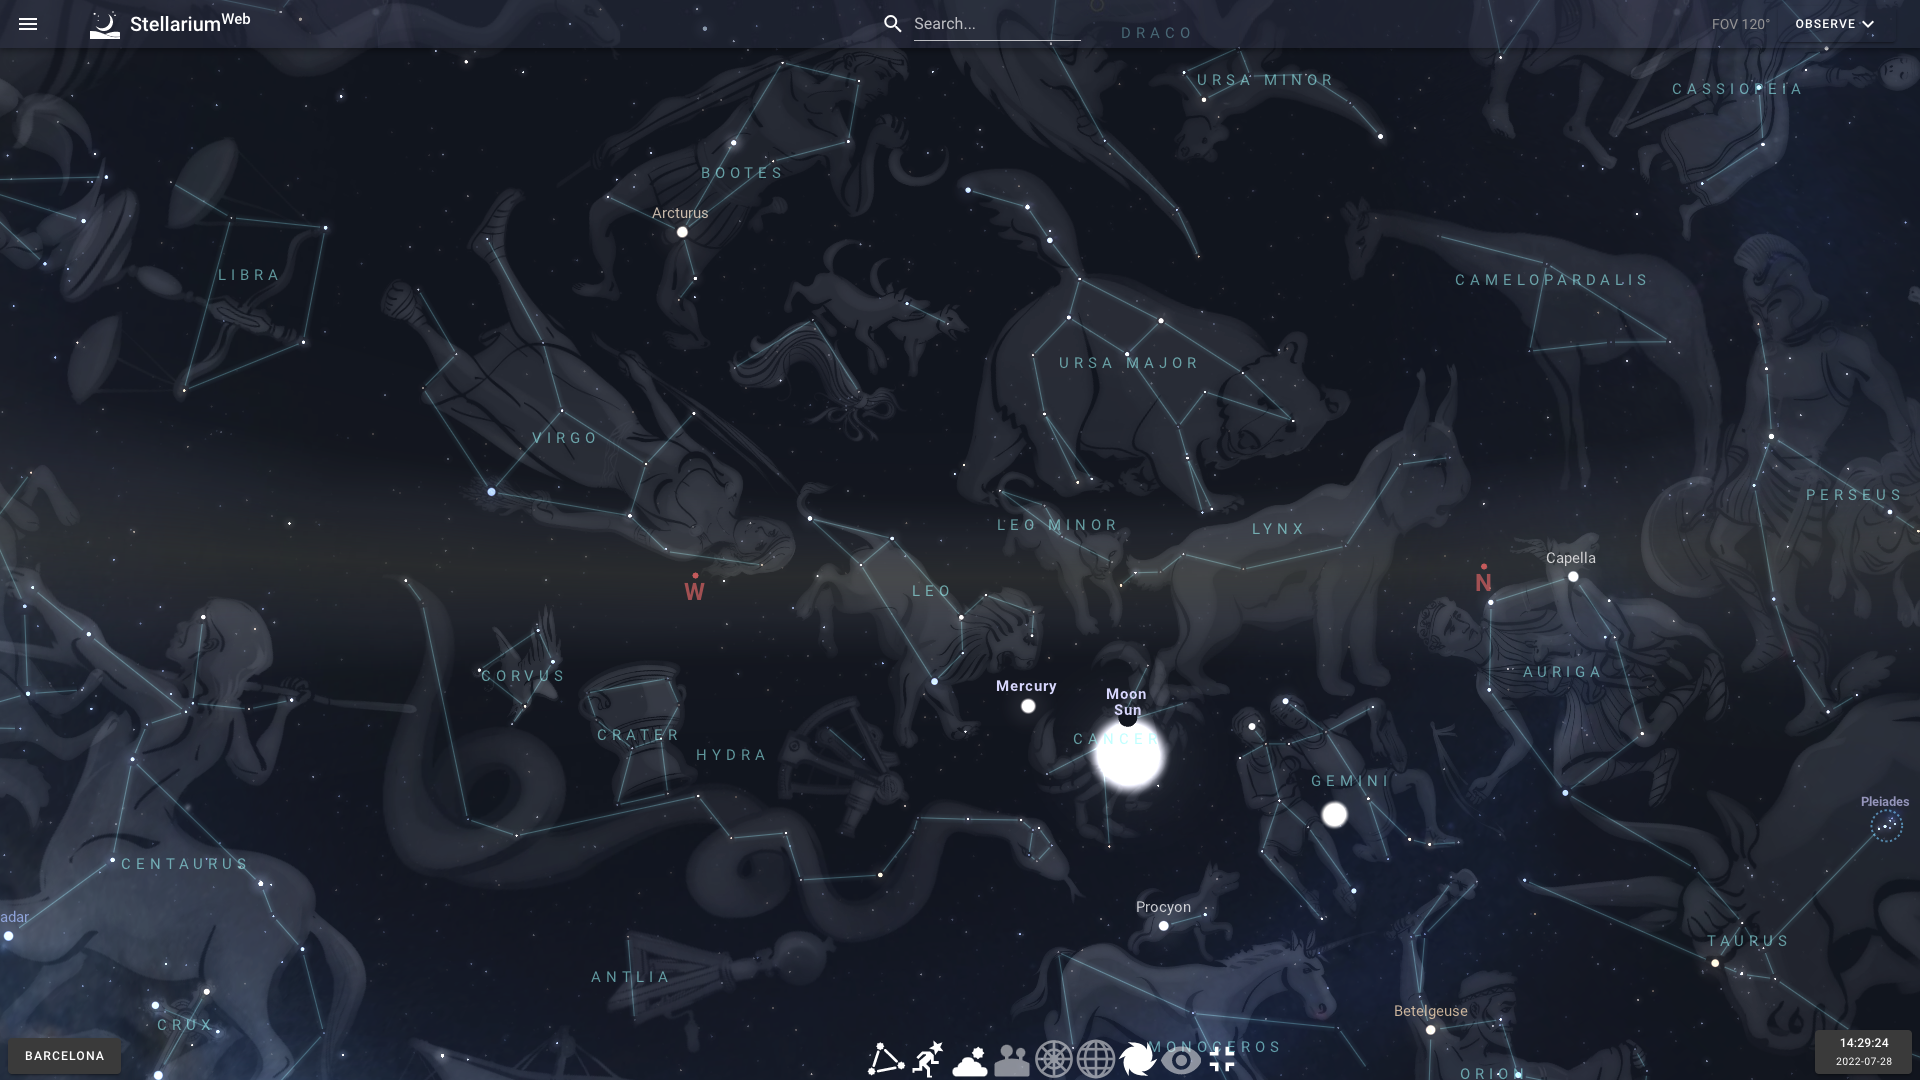 StellariumWeb
Search...
FOV 120°
OBSERVE
DRACO
URSA MINOR
CASSIOPEIA
BOOTES
Arcturus
LIBRA
CAMELOPARDALIS
URSA MAJOR
VIRGO
PERSEUS
LEO MINOR
LYNX
Capella
W
N
LEO
CORVUS
AURIGA
Mercury
Moon
Sun
CRATER
HYDRA
CANCER
GEMINI
Pleiades
CENTAURUS
Procyon
adar
TAURUS
ANTLIA
Betelgeuse
CRUX
MONOCEROS
BARCELONA
14:29:24
2022-07-28
ORION